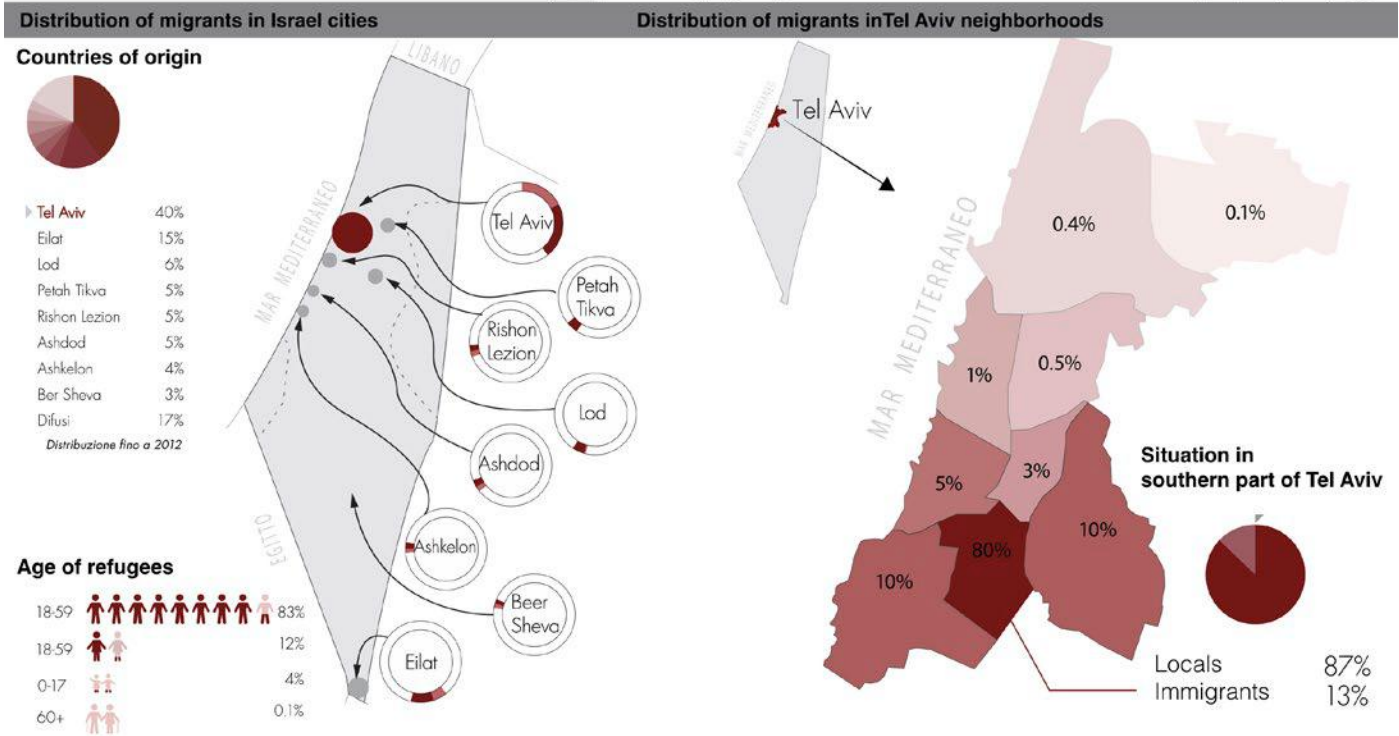 Distribution of migrants in Israel cities
Distribution of migrants inTel Aviv neighborhoods
Countries of origin
Tel Aviv 40%
Eilat 15%
Lod 6%
Petah Tikva 5%
Rishon Lezion 5%
Ashdod 5%
Ashkelon 4%
Ber Sheva 3%
Difusi 17%
Distribuzione fino a 2012
Age of refugees
18-59 83%
18-59 12%
0-17 4%
60+ 0.1%
LIBANO
MAR MEDITERRANEO
EGITTO
Tel Aviv
Petah
Tikva
Rishon
Lezion
Lod
Ashdod
Ashkelon
Beer
Sheva
Eilat
MAR MEDITERRANEO
Tel Aviv
MAR MEDITERRANEO
0.4%
0.1%
1%
0.5%
5%
3%
10%
80%
10%
Situation in
southern part of Tel Aviv
Locals 87%
Immigrants 13%